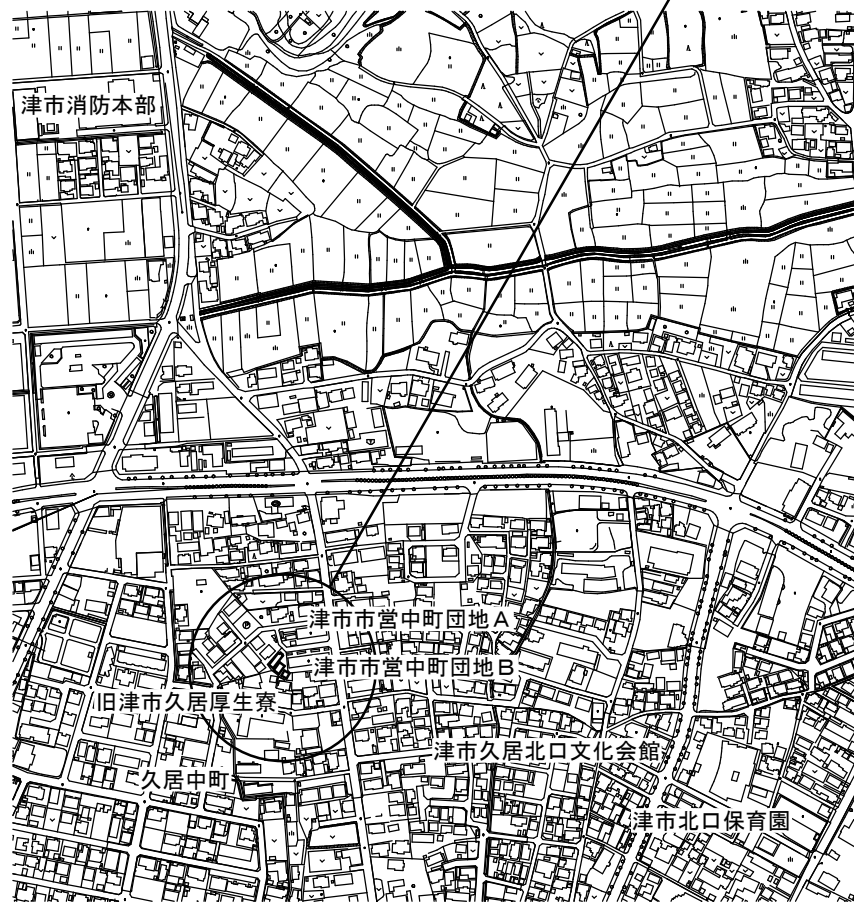 津市消防本部
津市市営中町団地A
津市市営中町団地B
旧津市久居厚生寮
津市久居北口文化会館
久居中町
津市北口保育園